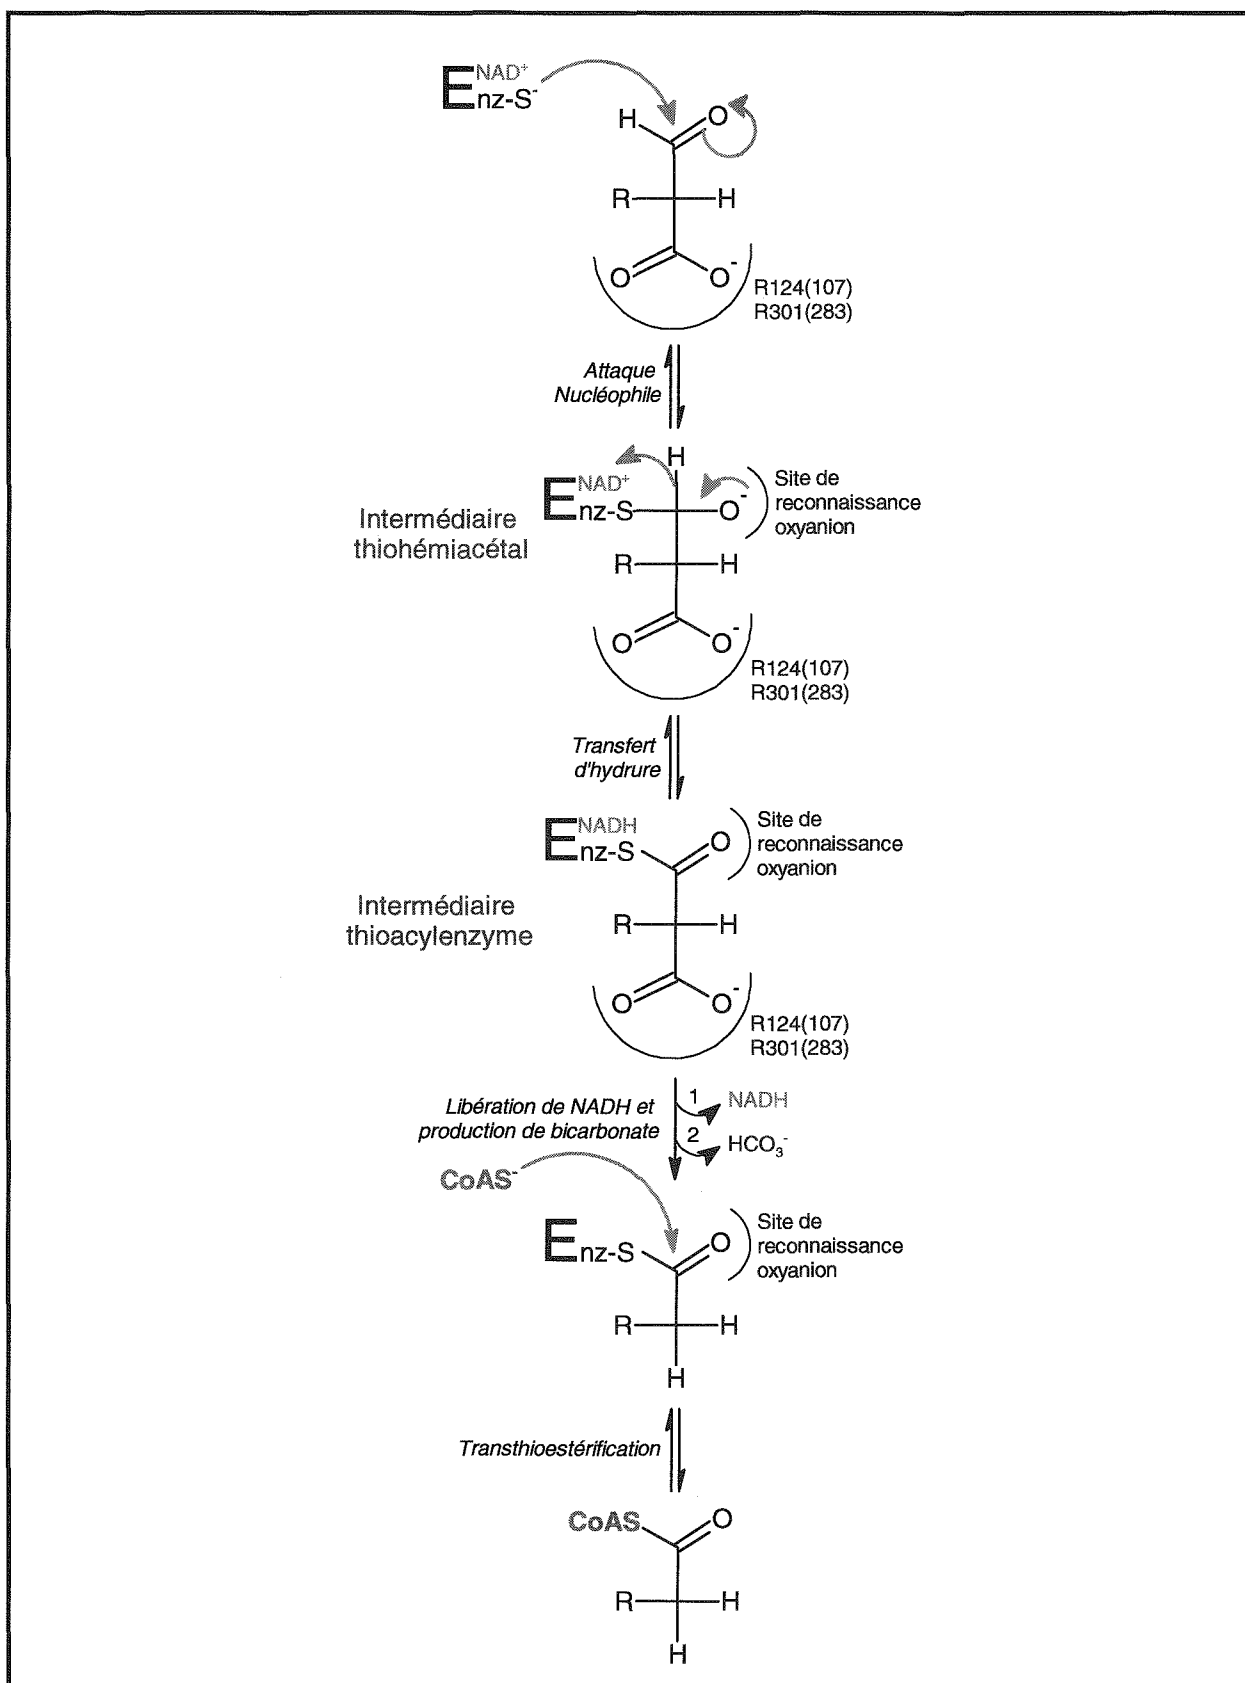 NAD⁺
Enz-S⁻
H
O
R
H
O
O⁻
R124(107)
R301(283)
Attaque
Nucléophile
H
NAD⁺
Enz-S
O⁻
Site de
reconnaissance
oxyanion
Intermédiaire
thiohémiacétal
R
H
O
O⁻
R124(107)
R301(283)
Transfert
d'hydrure
NADH
Enz-S
O
Site de
reconnaissance
oxyanion
Intermédiaire
thioacylenzyme
R
H
O
O⁻
R124(107)
R301(283)
Libération de NADH et
production de bicarbonate
1
NADH
2
HCO₃⁻
CoAS⁻
Enz-S
O
Site de
reconnaissance
oxyanion
R
H
H
Transthioestérification
CoAS
O
R
H
H